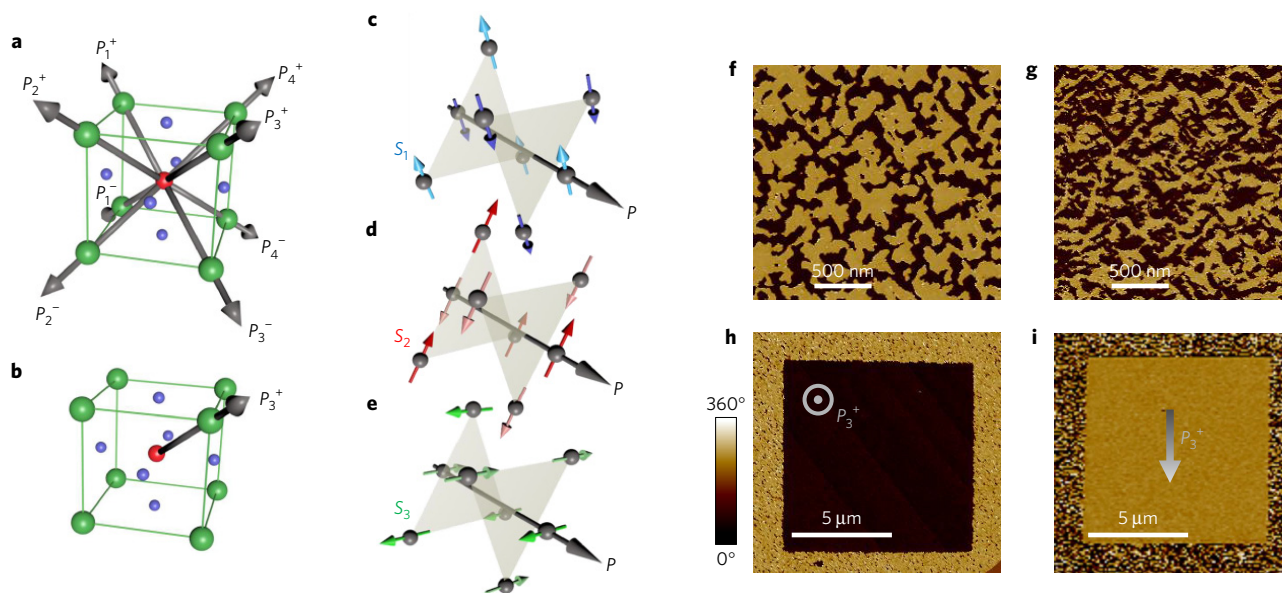 a
P₁⁺
P₂⁺
P₄⁺
P₃⁺
P₁⁻
P₄⁻
P₂⁻
P₃⁻
b
P₃⁺
c
S₁
P
d
S₂
P
e
S₃
P
f
500 nm
g
500 nm
h
360°
0°
P₃⁺
5 µm
i
P₃⁺
5 µm